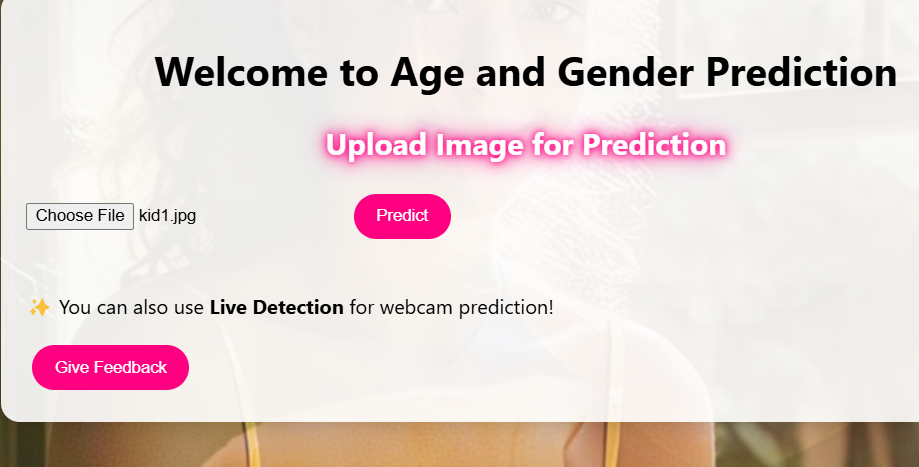 Welcome to Age and Gender Prediction
Upload Image for Prediction
Choose File kid1.jpg Predict
✨ You can also use Live Detection for webcam prediction!
Give Feedback